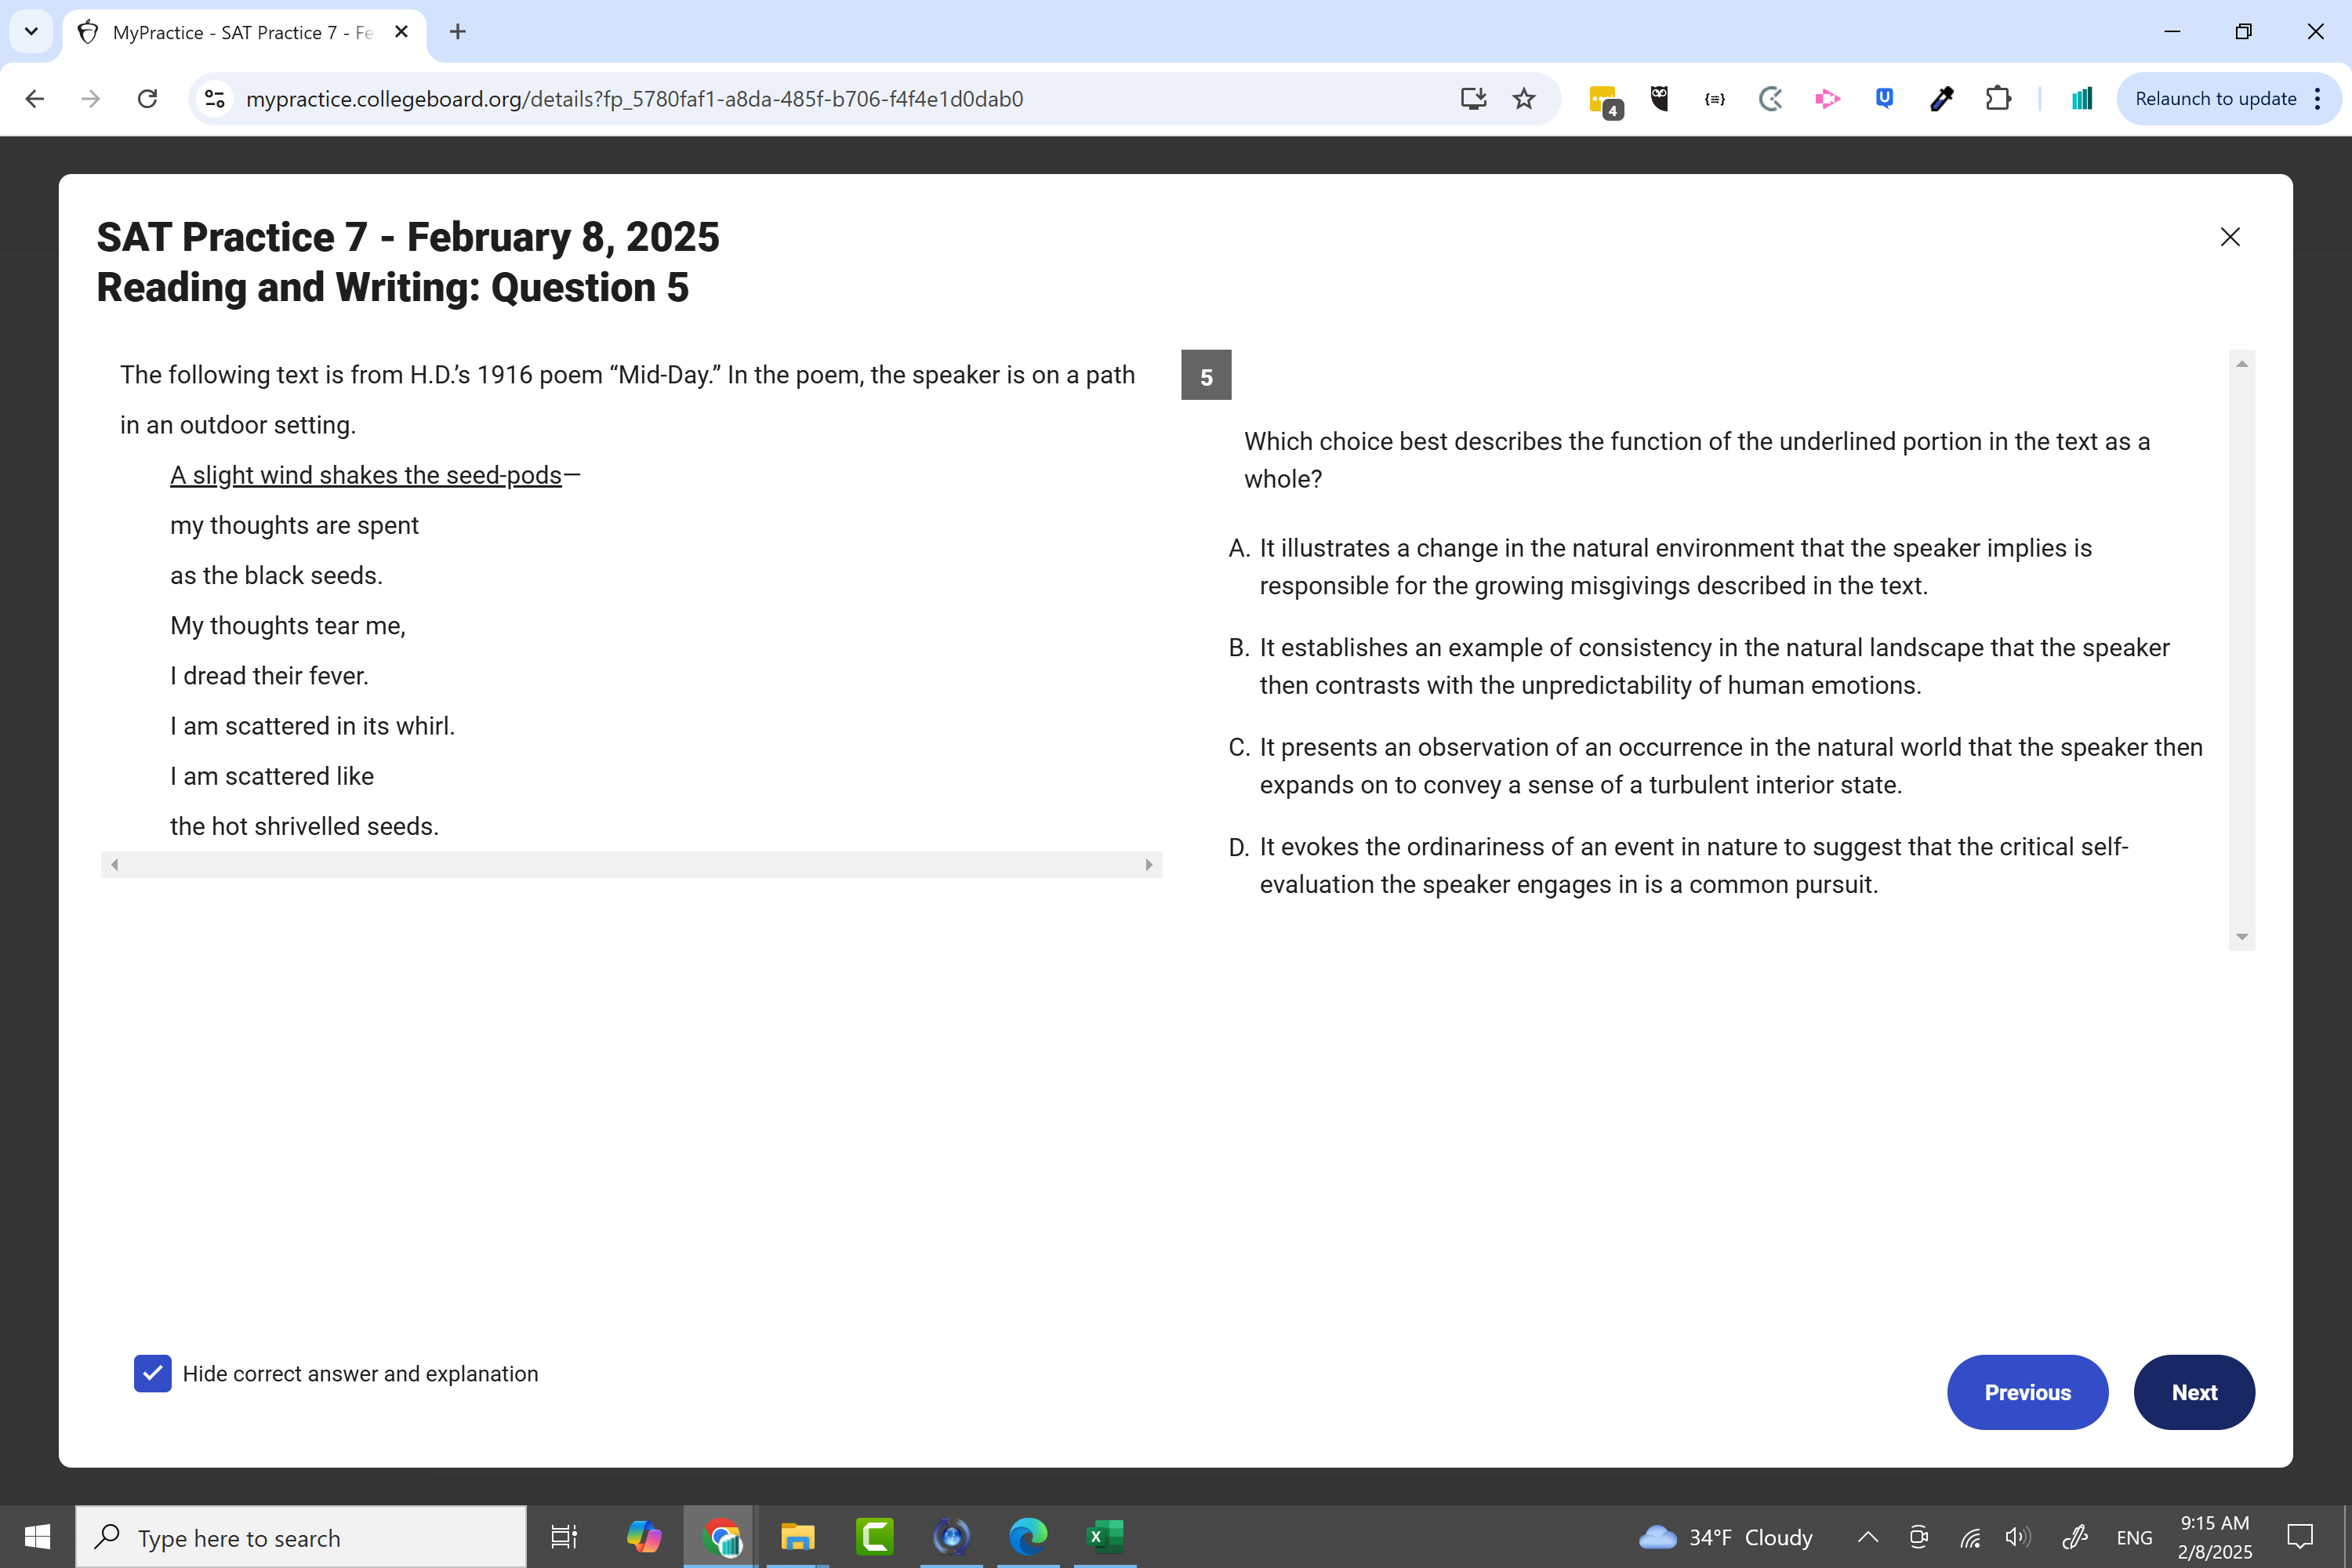 MyPractice - SAT Practice 7 - Fe
mypractice.collegeboard.org/details?fp_5780faf1-a8da-485f-b706-f4f4e1d0dab0
4
Relaunch to update
SAT Practice 7 - February 8, 2025
Reading and Writing: Question 5
The following text is from H.D.’s 1916 poem “Mid-Day.” In the poem, the speaker is on a path
in an outdoor setting.
A slight wind shakes the seed-pods—
my thoughts are spent
as the black seeds.
My thoughts tear me,
I dread their fever.
I am scattered in its whirl.
I am scattered like
the hot shrivelled seeds.
5
Which choice best describes the function of the underlined portion in the text as a
whole?
A. It illustrates a change in the natural environment that the speaker implies is
responsible for the growing misgivings described in the text.
B. It establishes an example of consistency in the natural landscape that the speaker
then contrasts with the unpredictability of human emotions.
C. It presents an observation of an occurrence in the natural world that the speaker then
expands on to convey a sense of a turbulent interior state.
D. It evokes the ordinariness of an event in nature to suggest that the critical self-
evaluation the speaker engages in is a common pursuit.
Hide correct answer and explanation
Previous
Next
Type here to search
34°F Cloudy
ENG
9:15 AM
2/8/2025